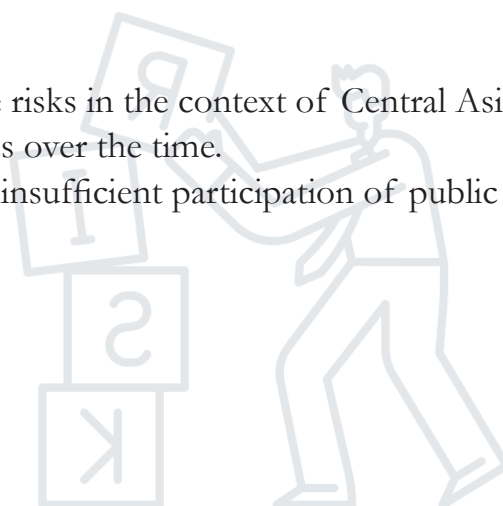 e risks in the context of Central Asi
s over the time.
insufficient participation of public
R
I
S
K